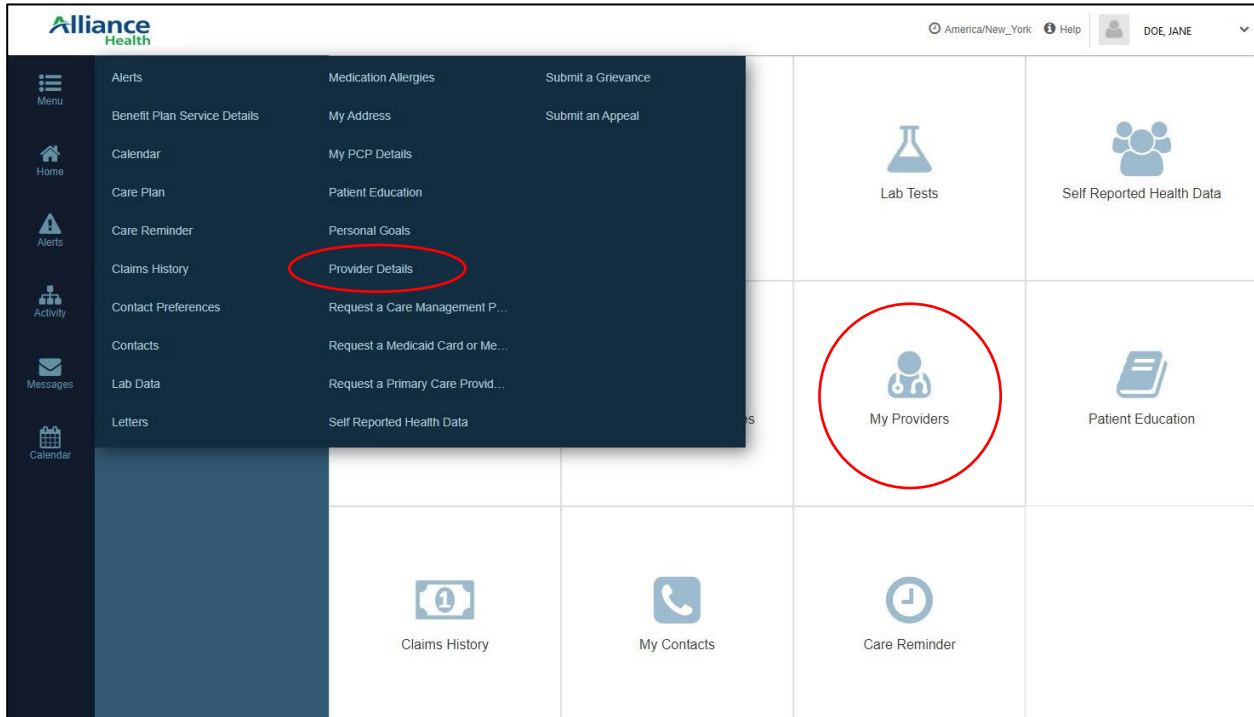 Alliance
Health
America/New_York Help DOE, JANE
Menu
Home
Alerts
Activity
Messages
Calendar
Alerts
Benefit Plan Service Details
Calendar
Care Plan
Care Reminder
Claims History
Contact Preferences
Contacts
Lab Data
Letters
Medication Allergies
My Address
My PCP Details
Patient Education
Personal Goals
Provider Details
Request a Care Management P...
Request a Medicaid Card or Me...
Request a Primary Care Provid...
Self Reported Health Data
Submit a Grievance
Submit an Appeal
Lab Tests
Self Reported Health Data
es
My Providers
Patient Education
1
Claims History
My Contacts
Care Reminder